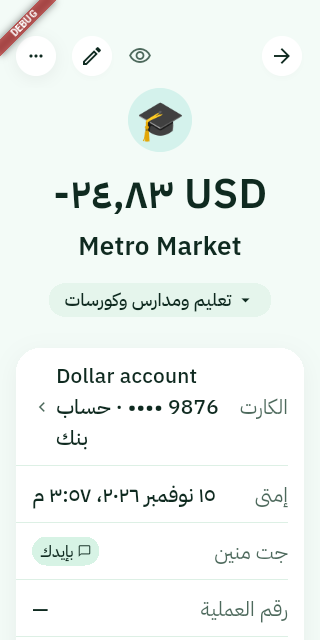 DEBUG
-٢٤,٨٣ USD
Metro Market
تعليم ومدارس وكورسات
الكارت
Dollar account
حساب · •••• 9876
بنك
إمتى
١٥ نوفمبر ٢٠٢٦، ٣:٥٧ م
جت منين
بإيدك
رقم العملية
—